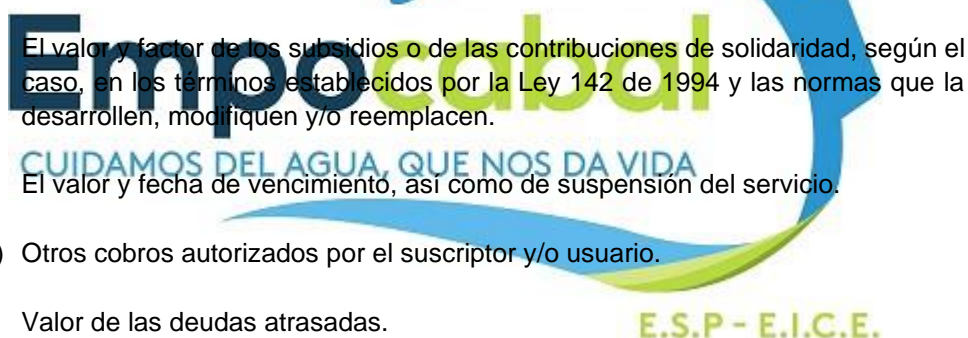 Empocabal
El valor y factor de los subsidios o de las contribuciones de solidaridad, según el
caso, en los términos establecidos por la Ley 142 de 1994 y las normas que la
desarrollen, modifiquen y/o reemplacen.
CUIDAMOS DEL AGUA, QUE NOS DA VIDA
El valor y fecha de vencimiento, así como de suspensión del servicio.
) Otros cobros autorizados por el suscriptor y/o usuario.
Valor de las deudas atrasadas.
E.S.P - E.I.C.E.